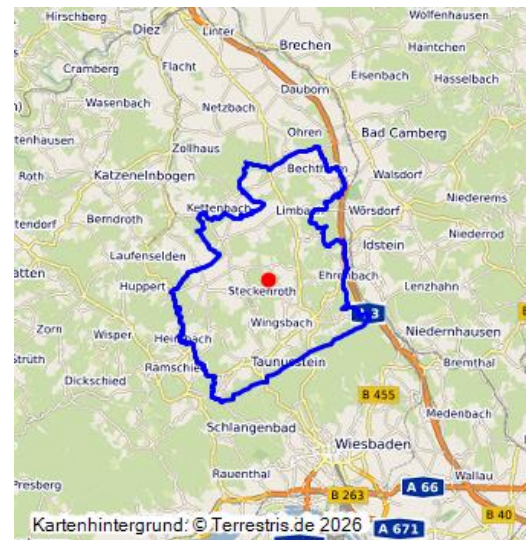 Hirschberg
Diez
Linter
Wolfenhausen
Brechen
Haintchen
Cramberg
Flacht
Eisenbach
Hasselbach
Wasenbach
Netzbach
Dauborn
tenhausen
Zollhaus
Ohren
Bad Camberg
Roth
Katzenelnbogen
Bechtheim
Walsdorf
Niederems
tendorf
Berndroth
Kettenbach
Limbach
Wörsdorf
Niederrod
atten
Laufenselden
Idstein
Huppert
Steckenroth
Ehrenbach
Lenzhahn
Zorn
Wisper
Wingsbach
A 3
Niedernhausen
Strüth
Heimbach
Taunusstein
Bremthal
Dickschied
Ramschied
B 455
Medenbach
Schlangenbad
Wiesbaden
Presberg
Rauenthal
A 66
Wallau
B 263
B 40
Kartenhintergrund: © Terrestris.de 2026
A 671